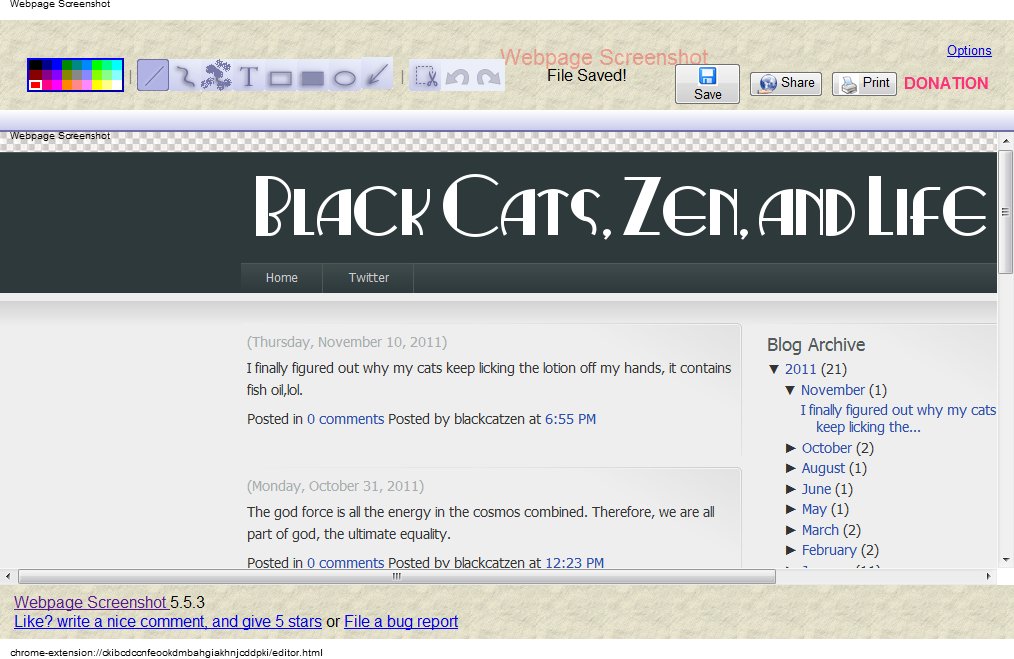 Webpage Screenshot
Options
Webpage Screenshot
File Saved!
Save
Share
Print
DONATION
T
Webpage Screenshot
Black Cats, Zen, and Life
Home
Twitter
(Thursday, November 10, 2011)
I finally figured out why my cats keep licking the lotion off my hands, it contains
fish oil,lol.
Posted in 0 comments Posted by blackcatzen at 6:55 PM
(Monday, October 31, 2011)
The god force is all the energy in the cosmos combined. Therefore, we are all
part of god, the ultimate equality.
Posted in 0 comments Posted by blackcatzen at 12:23 PM
Blog Archive
▼ 2011 (21)
▼ November (1)
I finally figured out why my cats
keep licking the...
► October (2)
► August (1)
► June (1)
► May (1)
► March (2)
► February (2)
Webpage Screenshot 5.5.3
Like? write a nice comment, and give 5 stars or File a bug report
chrome-extension://ckibcdccnfeookdmbahgiakhnjcddpki/editor.html